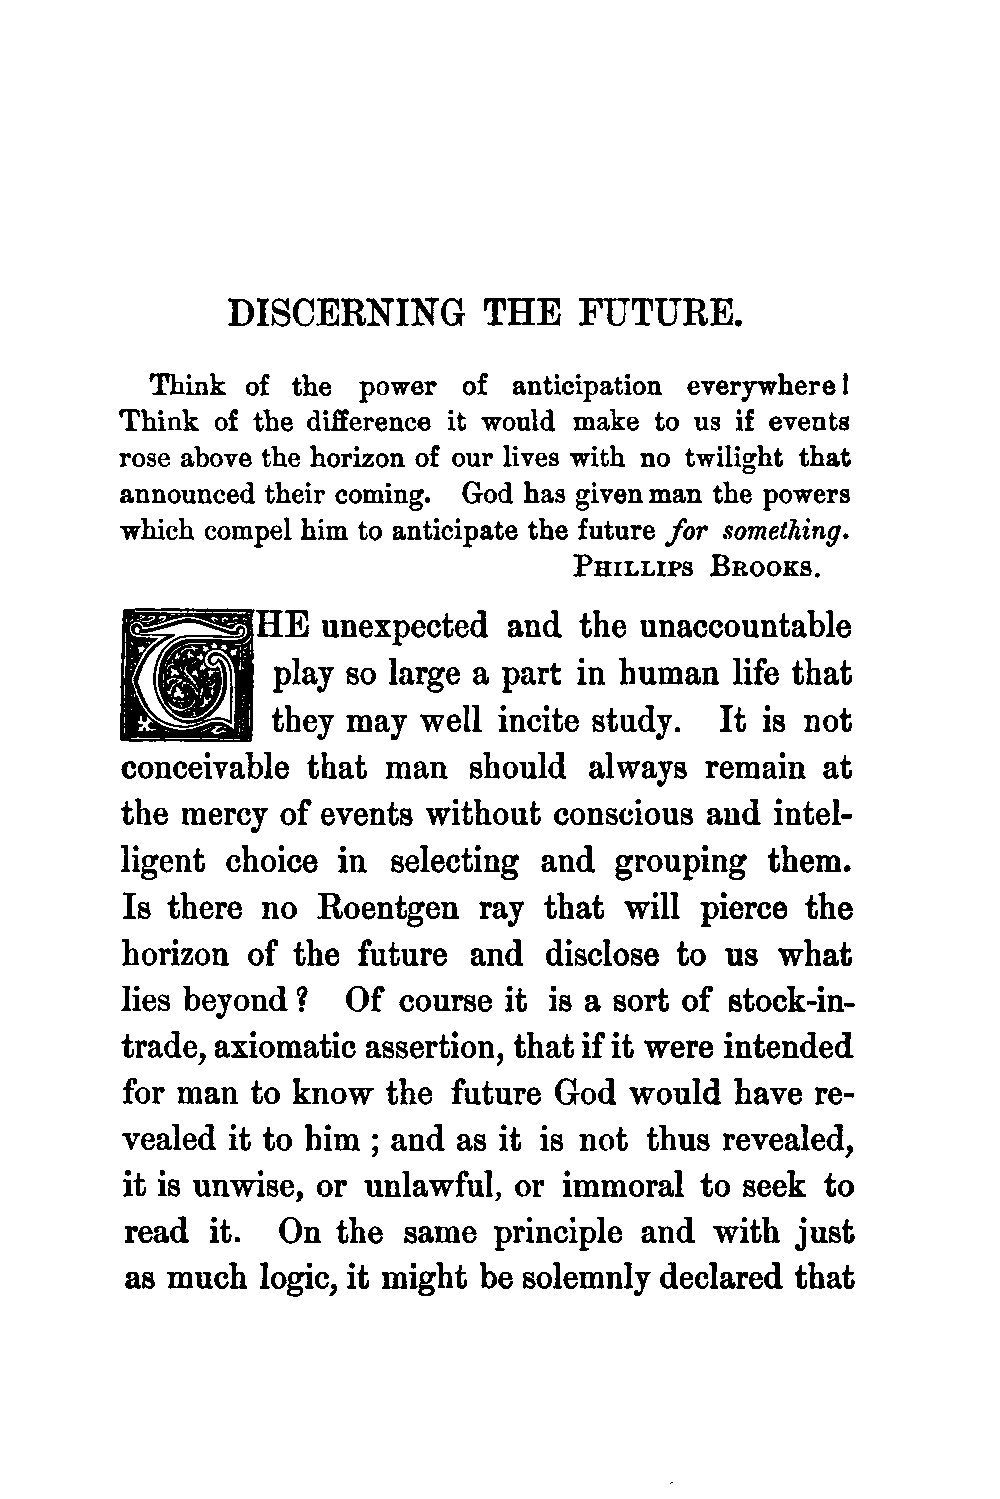 DISCERNING THE FUTURE.
Think of the power of anticipation everywhere!
Think of the difference it would make to us if events
rose above the horizon of our lives with no twilight that
announced their coming. God has given man the powers
which compel him to anticipate the future for something.
PHILLIPS BROOKS.
THE unexpected and the unaccountable
play so large a part in human life that
they may well incite study. It is not
conceivable that man should always remain at
the mercy of events without conscious and intel-
ligent choice in selecting and grouping them.
Is there no Roentgen ray that will pierce the
horizon of the future and disclose to us what
lies beyond? Of course it is a sort of stock-in-
trade, axiomatic assertion, that if it were intended
for man to know the future God would have re-
vealed it to him; and as it is not thus revealed,
it is unwise, or unlawful, or immoral to seek to
read it. On the same principle and with just
as much logic, it might be solemnly declared that